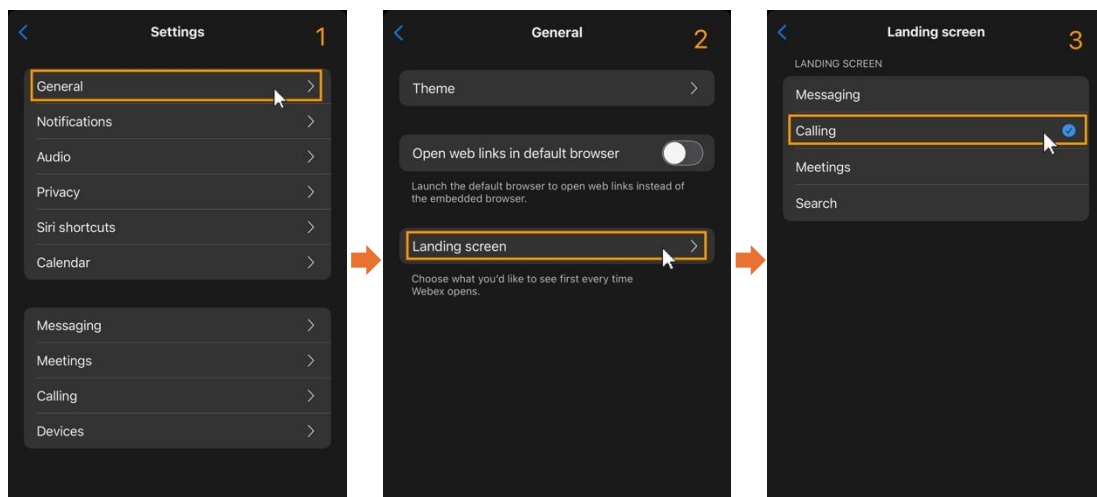 Settings
1
General
Notifications
Audio
Privacy
Siri shortcuts
Calendar
Messaging
Meetings
Calling
Devices
General
2
Theme
Open web links in default browser
Launch the default browser to open web links instead of
the embedded browser.
Landing screen
Choose what you'd like to see first every time
Webex opens.
Landing screen
3
LANDING SCREEN
Messaging
Calling
Meetings
Search